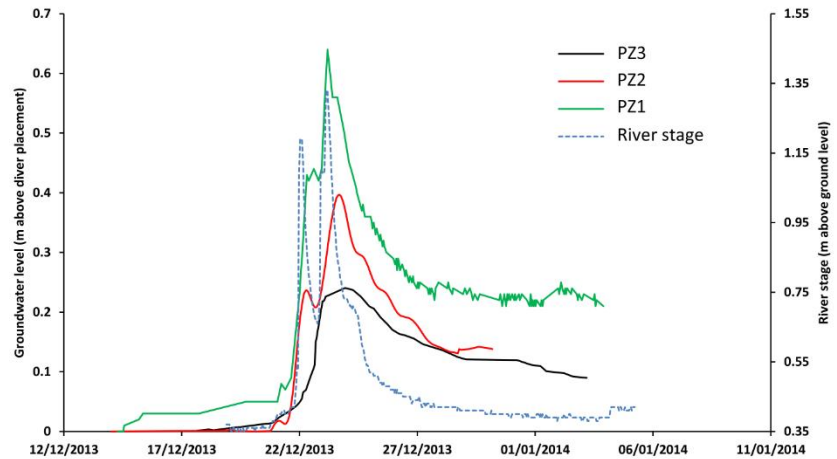 0.7
0.6
0.5
0.4
0.3
0.2
0.1
0
Groundwater level (m above diver placement)
PZ3
PZ2
PZ1
River stage
1.55
1.35
1.15
0.95
0.75
0.55
0.35
River stage (m above ground level)
12/12/2013 17/12/2013 22/12/2013 27/12/2013 01/01/2014 06/01/2014 11/01/2014